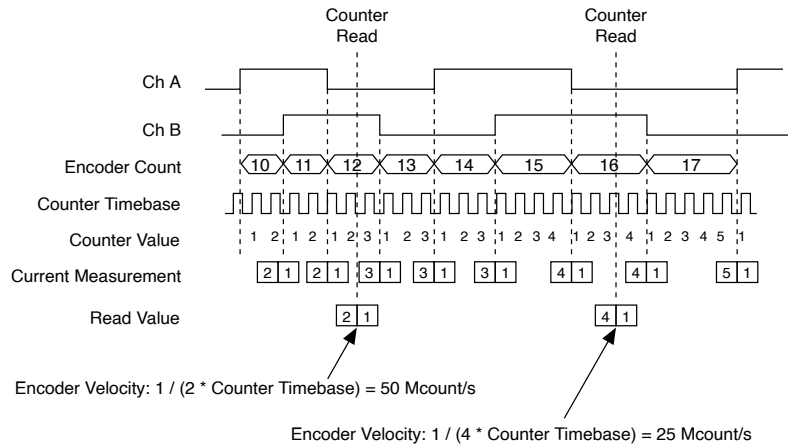 Counter Read Counter Read
Ch A
Ch B
Encoder Count 10 11 12 13 14 15 16 17
Counter Timebase
Counter Value 1 2 1 2 1 2 3 1 2 3 1 2 3 1 2 3 4 1 2 3 4 1 2 3 4 5 1
Current Measurement 2 1 2 1 3 1 3 1 3 1 4 1 4 1 5 1
Read Value 2 1 4 1
Encoder Velocity: 1 / (2 * Counter Timebase) = 50 Mcount/s
Encoder Velocity: 1 / (4 * Counter Timebase) = 25 Mcount/s